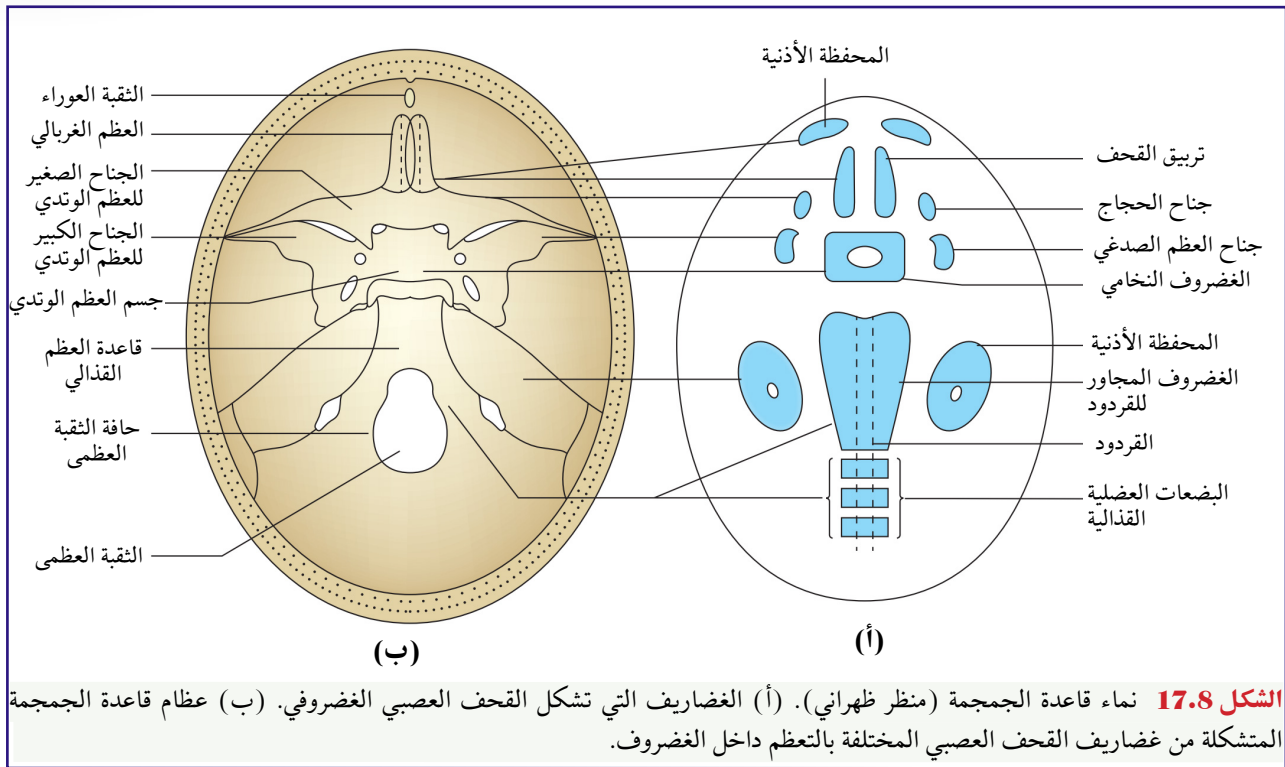 المحفظة الأذنية
تربيق القحف
جناح الحجاج
جناح العظم الصدغي
الغضروف النخامي
المحفظة الأذنية
الغضروف المجاور
للقردود
القردود
البضعات العضلية
القذالية
(أ)
الثقبة العوراء
العظم الغربالي
الجناح الصغير
للعظم الوتدي
الجناح الكبير
للعظم الوتدي
جسم العظم الوتدي
قاعدة العظم
القذالي
حافة الثقبة
العظمى
الثقبة العظمى
(ب)
الشكل 17.8 نماء قاعدة الجمجمة (منظر ظهراني). (أ) الغضاريف التي تشكل القحف العصبي الغضروفي. (ب) عظام قاعدة الجمجمة
المتشكلة من غضاريف القحف العصبي المختلفة بالتعظم داخل الغضروف.